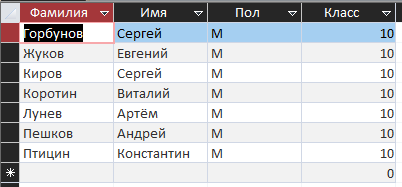 Фамилия Имя Пол Класс
Горбунов Сергей М 10
Жуков Евгений М 10
Киров Сергей М 10
Коротин Виталий М 10
Лунев Артём М 10
Пешков Андрей М 10
Птицин Константин М 10
0